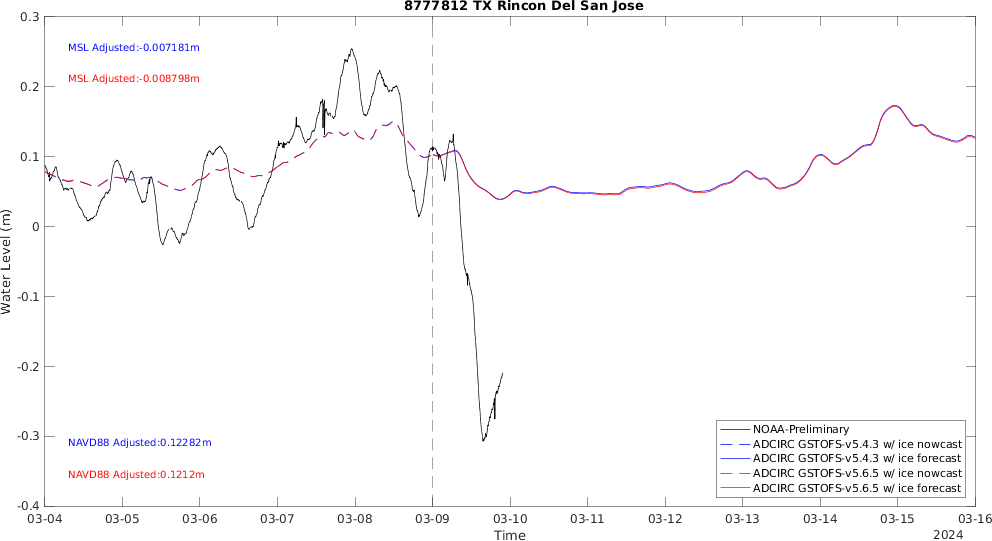 8777812 TX Rincon Del San Jose
MSL Adjusted:-0.007181m
MSL Adjusted:-0.008798m
Water Level (m)
0.3
0.2
0.1
0
-0.1
-0.2
-0.3
-0.4
NAVD88 Adjusted:0.12282m
NAVD88 Adjusted:0.1212m
NOAA-Preliminary
ADCIRC GSTOFS-v5.4.3 w/ ice nowcast
ADCIRC GSTOFS-v5.4.3 w/ ice forecast
ADCIRC GSTOFS-v5.6.5 w/ ice nowcast
ADCIRC GSTOFS-v5.6.5 w/ ice forecast
03-04 03-05 03-06 03-07 03-08 03-09 03-10 03-11 03-12 03-13 03-14 03-15 03-16
Time
2024